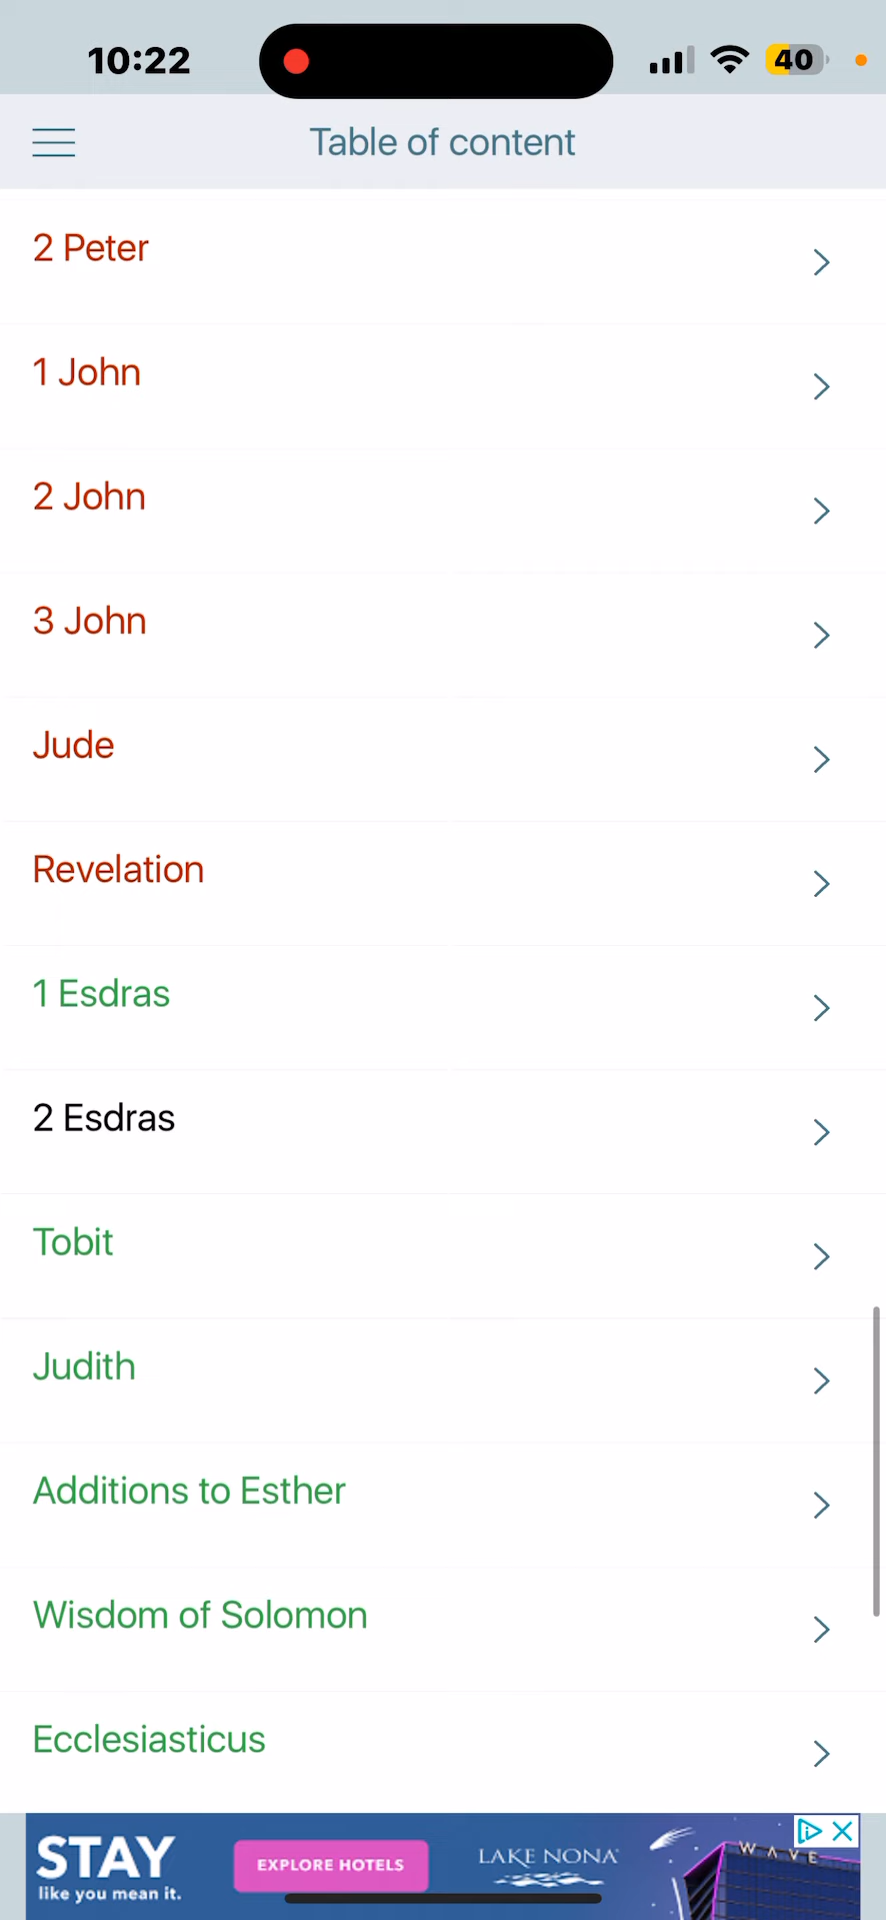 10:22
40
Table of content
2 Peter
1 John
2 John
3 John
Jude
Revelation
1 Esdras
2 Esdras
Tobit
Judith
Additions to Esther
Wisdom of Solomon
Ecclesiasticus
STAY
like you mean it.
EXPLORE HOTELS
LAKE NONA
WAVE